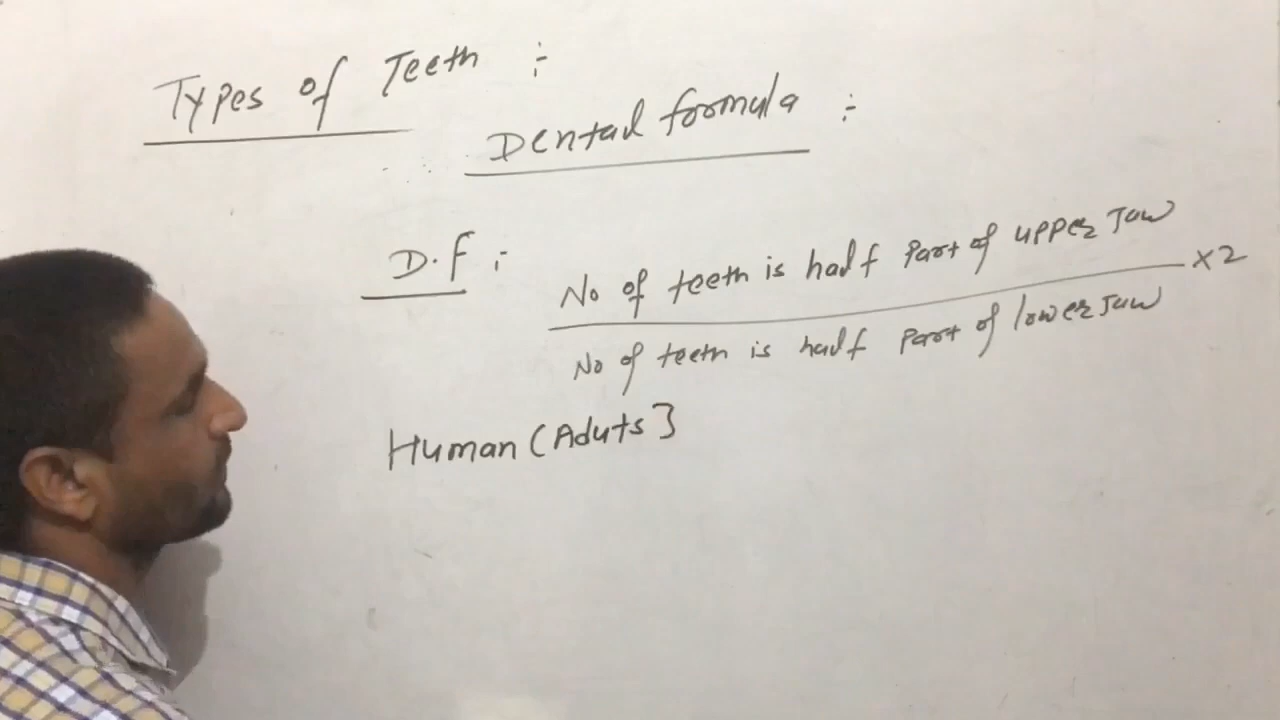 Types of Teeth :-
Dental formula :-
D.F :-
No of teeth is half Part of upper Jaw
x2
No of teeth is half Part of lower Jaw
Human (Aduts]